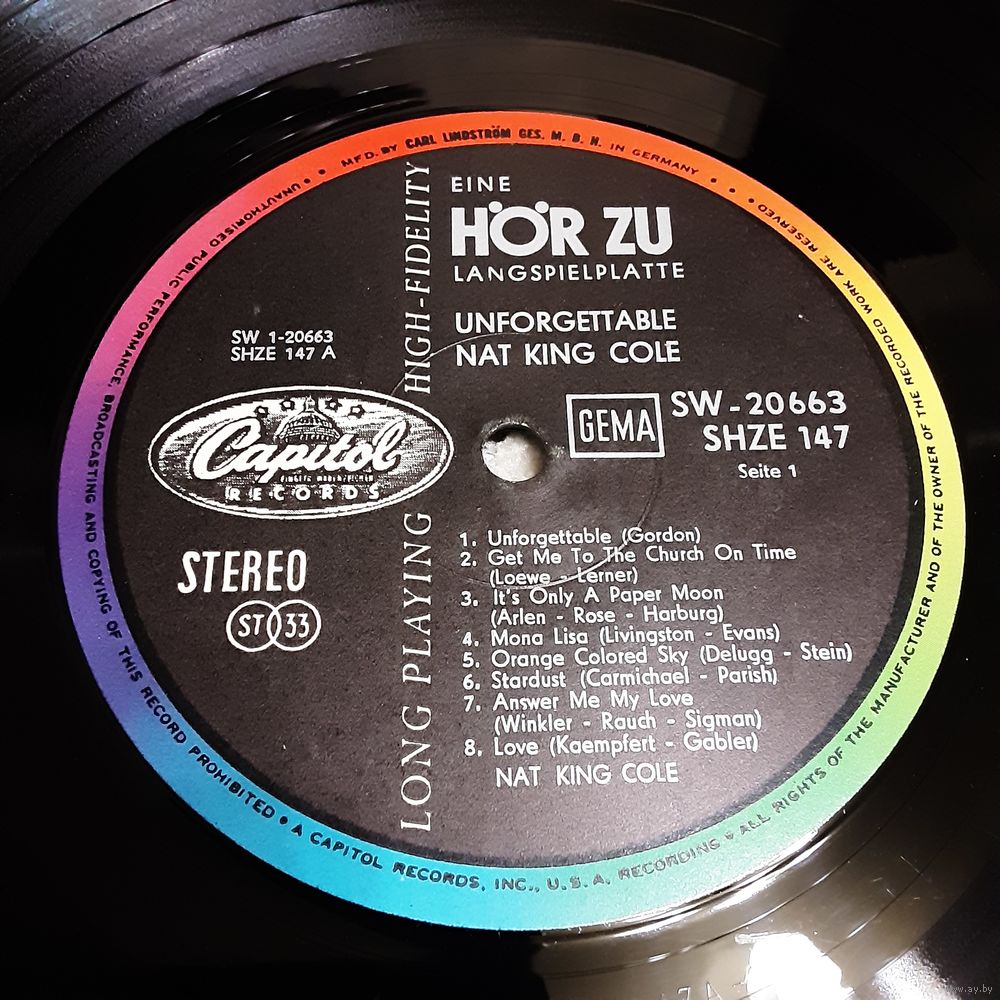 MFD. BY CARL LINDSTRÖM GES. M. B. H. IN GERMANY
EINE
HÖR ZU
LANGSPIELPLATTE
UNFORGETTABLE
NAT KING COLE
SW 1-20663
SHZE 147 A
LONG PLAYING HIGH-FIDELITY
Capitol
RECORDS
GEMA
SW-20663
SHZE 147
Seite 1
STEREO
ST 33
1. Unforgettable (Gordon)
2. Get Me To The Church On Time
(Loewe - Lerner)
3. It's Only A Paper Moon
(Arlen - Rose - Harburg)
4. Mona Lisa (Livingston - Evans)
5. Orange Colored Sky (Delugg - Stein)
6. Stardust (Carmichael - Parish)
7. Answer Me My Love
(Winkler - Rauch - Sigman)
8. Love (Kaempfert - Gabler)
NAT KING COLE
A CAPITOL RECORDS, INC., U.S.A. RECORDING • ALL RIGHTS OF THE MANUFACTURER AND OF THE OWNER OF THE RECORDED WORK ARE RESERVED •
UNAUTHORISED PUBLIC PERFORMANCE, BROADCASTING AND COPYING OF THIS RECORD PROHIBITED •
www.ay.by